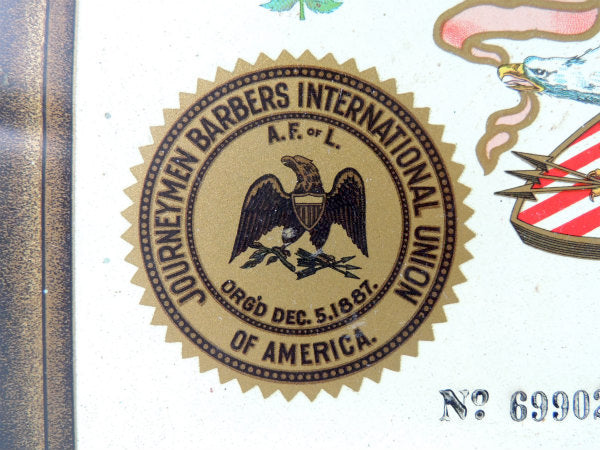 JOURNEYMEN BARBERS INTERNATIONAL UNION
A.F. OF L.
ORG'D DEC. 5. 1887.
OF AMERICA.
No 69902